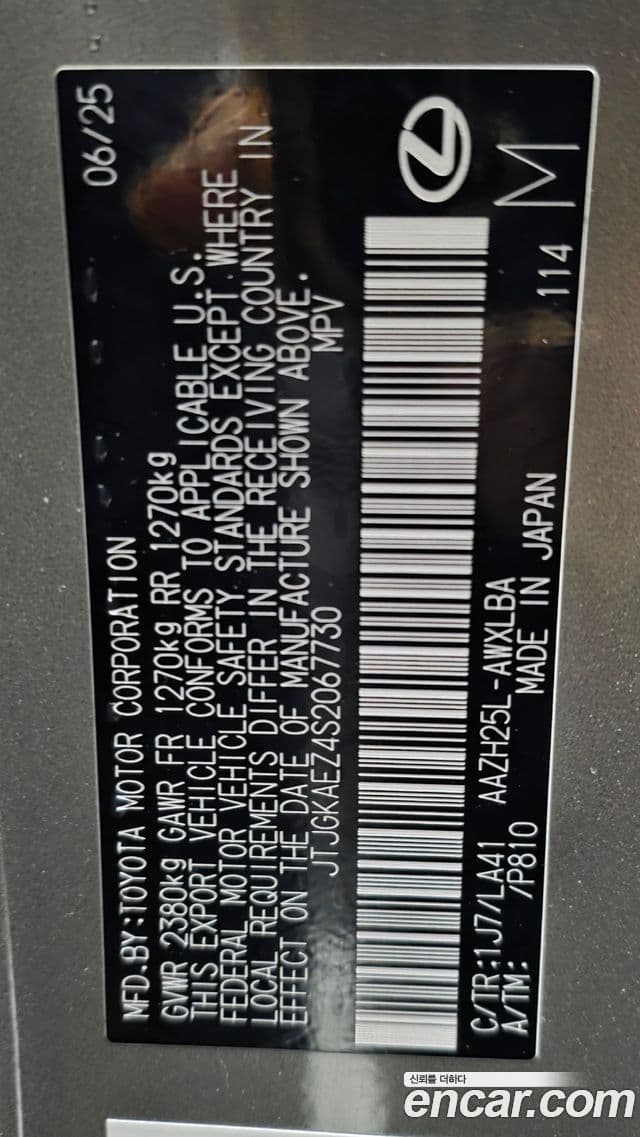 MFD.BY:TOYOTA MOTOR CORPORATION 06/25
GVWR 2380kg GAWR FR 1270kg RR 1270kg
THIS EXPORT VEHICLE CONFORMS TO APPLICABLE U.S.
FEDERAL MOTOR VEHICLE SAFETY STANDARDS EXCEPT WHERE
LOCAL REQUIREMENTS DIFFER IN THE RECEIVING COUNTRY IN
EFFECT ON THE DATE OF MANUFACTURE SHOWN ABOVE.
JTJGKAEZ4S2067730 MPV
C/TR:1J7/LA41 AAZH25L-AWXLBA 114
A/TM: /P810 MADE IN JAPAN M
신뢰를 더하다
encar.com